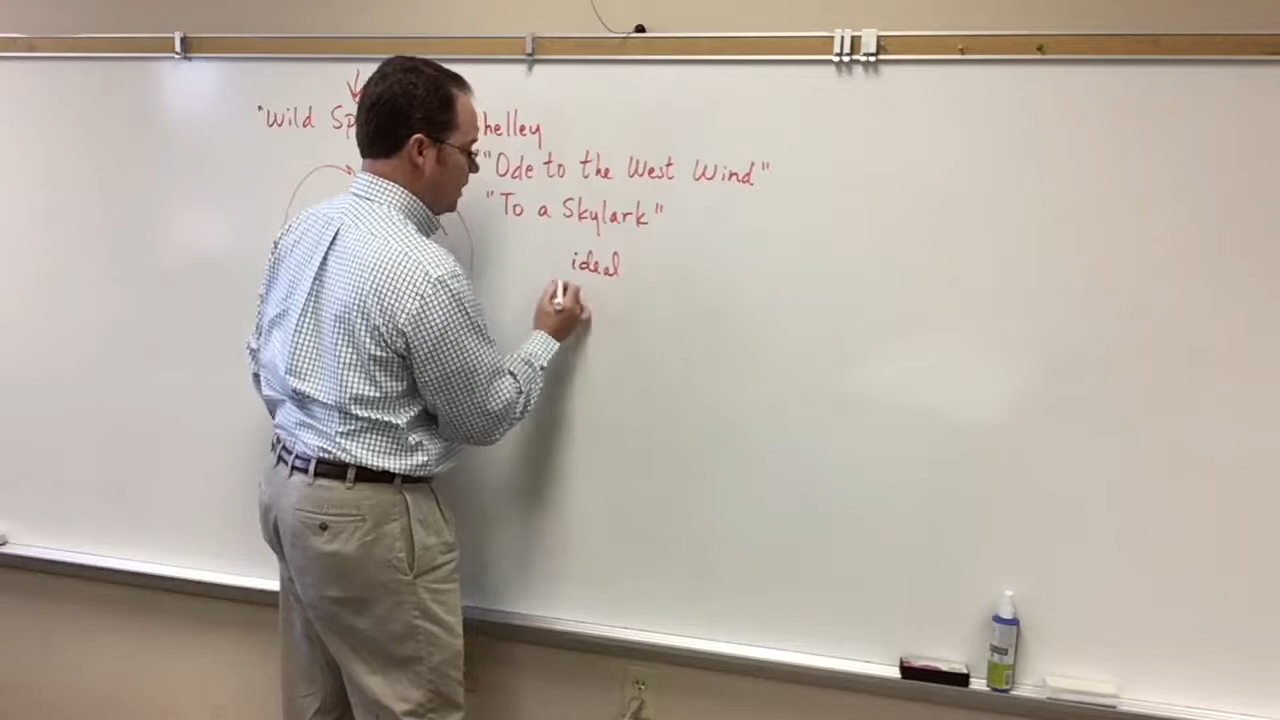 "Wild Sp helley
"Ode to the West Wind"
"To a Skylark"
ideal